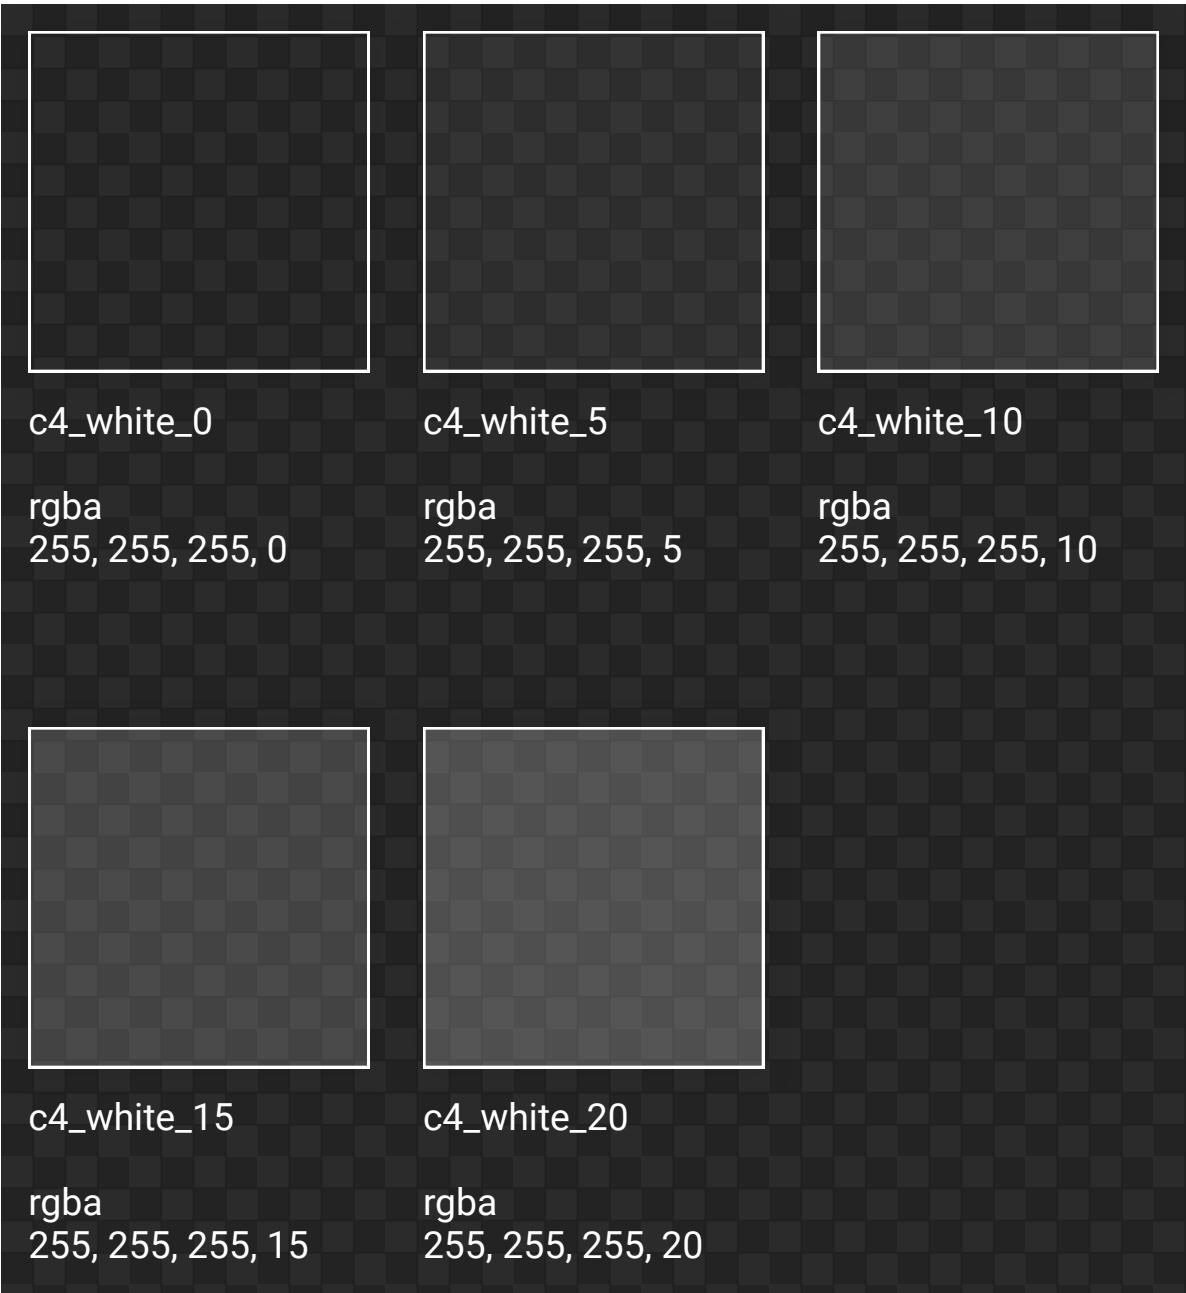 c4_white_0
rgba
255, 255, 255, 0
c4_white_5
rgba
255, 255, 255, 5
c4_white_10
rgba
255, 255, 255, 10
c4_white_15
rgba
255, 255, 255, 15
c4_white_20
rgba
255, 255, 255, 20